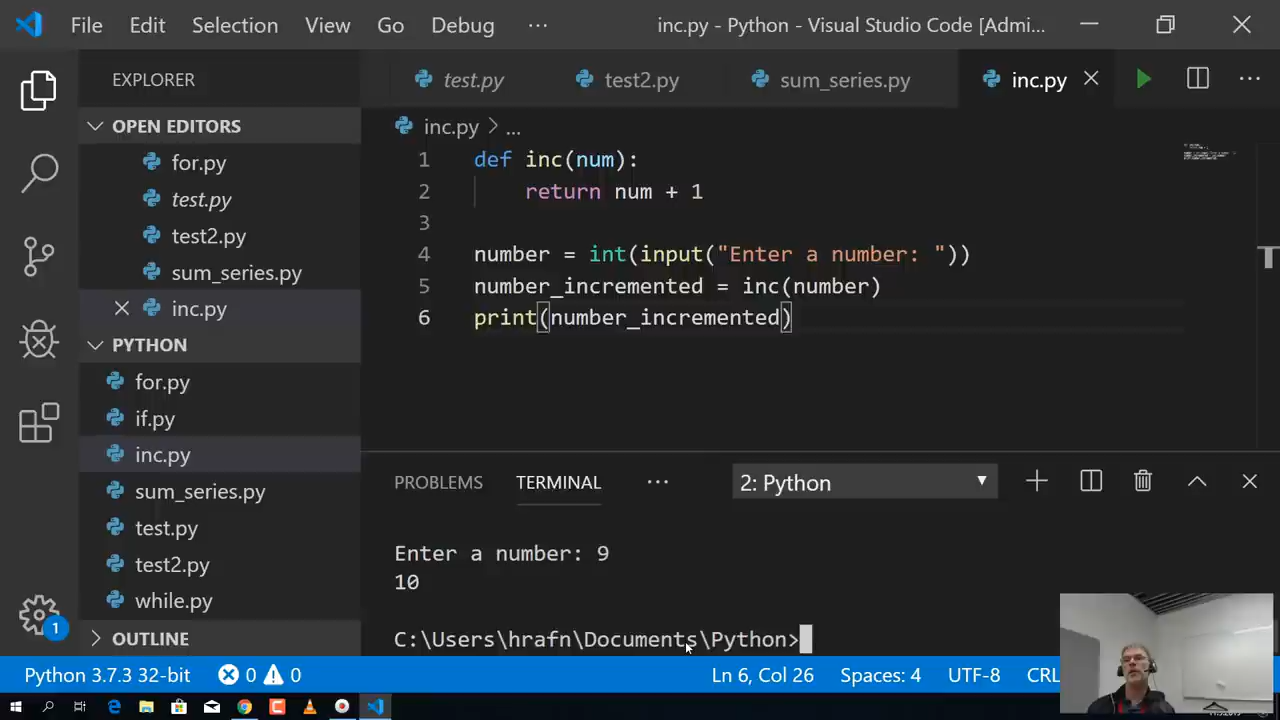 File Edit Selection View Go Debug ··· inc.py - Python - Visual Studio Code [Admi...
EXPLORER
OPEN EDITORS
for.py
test.py
test2.py
sum_series.py
inc.py
PYTHON
for.py
if.py
inc.py
sum_series.py
test.py
test2.py
while.py
OUTLINE
1
test.py test2.py sum_series.py inc.py ···
inc.py > ...
1 def inc(num):
2     return num + 1
3
4 number = int(input("Enter a number: "))
5 number_incremented = inc(number)
6 print(number_incremented)
PROBLEMS TERMINAL ··· 2: Python
Enter a number: 9
10
C:\Users\hrafn\Documents\Python>
Python 3.7.3 32-bit 0 0 Ln 6, Col 26 Spaces: 4 UTF-8 CRL